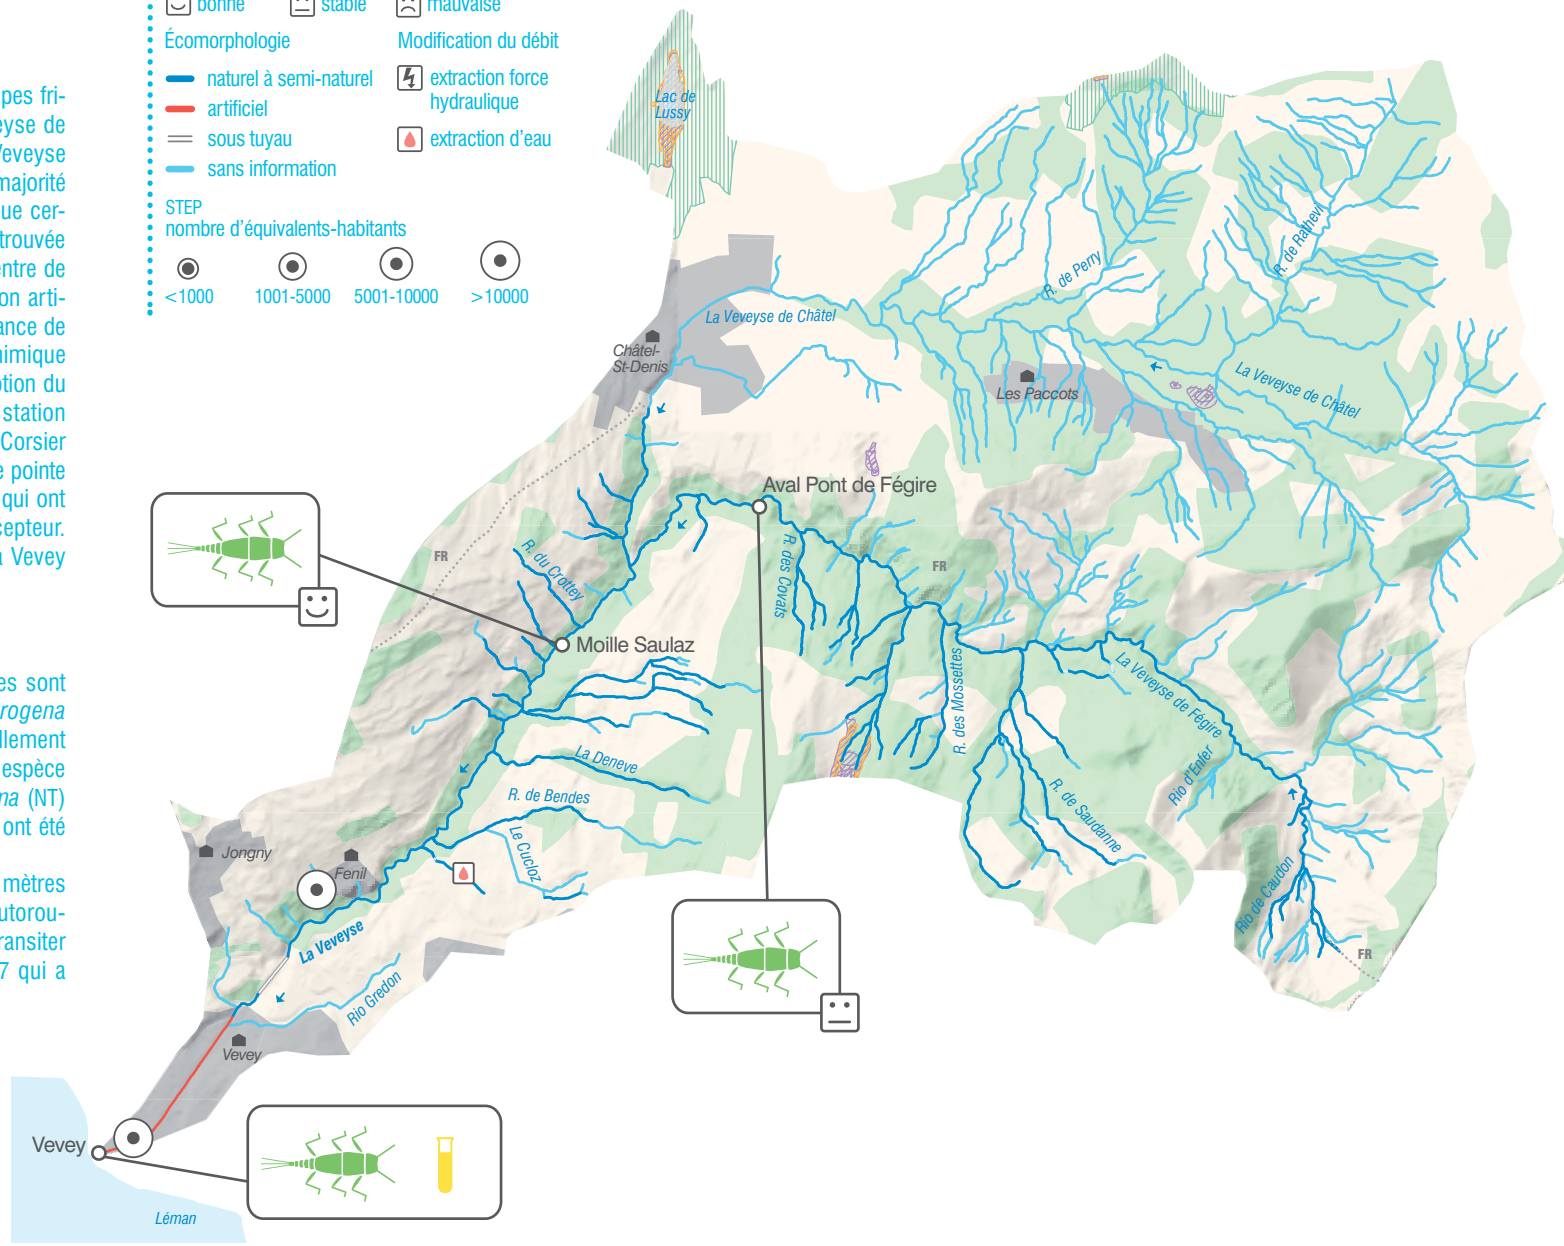 bonne
stable
mauvaise
Écomorphologie
naturel à semi-naturel
artificiel
sous tuyau
sans information
Modification du débit
extraction force
hydraulique
extraction d'eau
STEP
nombre d'équivalents-habitants
<1000
1001-5000
5001-10000
>10000
pes fri-
eyse de
Veveyse
majorité
ue cer-
trouvée
entre de
on arti-
ance de
nimique
otion du
station
Corsier
e pointe
qui ont
cepteur.
a Vevey
es sont
rogena
llement
espèce
ma (NT)
ont été
mètres
utorou-
ransiter
7 qui a
Lac de
Lussy
R. de Rathevi
R. de Perry
La Veveyse de Châtel
Châtel-
St-Denis
La Veveyse de Châtel
Les Paccots
Aval Pont de Fégire
FR
R. du Crottey
R. des Covats
FR
Moille Saulaz
R. des Mossettes
La Veveyse de Fégire
La Deneve
Rio d'Enfer
R. de Bendes
R. de Saudanne
Le Cucloz
Jongny
Fenil
Rio de Caudon
La Veveyse
FR
Rio Gredon
Vevey
Vevey
Léman